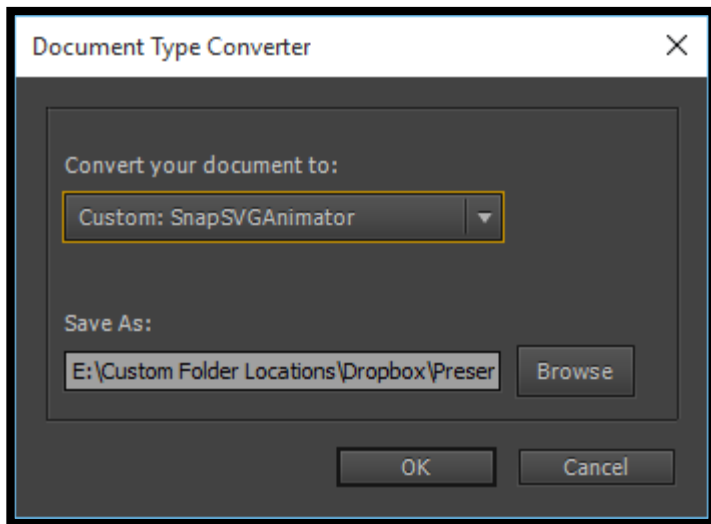 Document Type Converter
Convert your document to:
Custom: SnapSVGAnimator
Save As:
E:\Custom Folder Locations\Dropbox\Preser
Browse
OK
Cancel